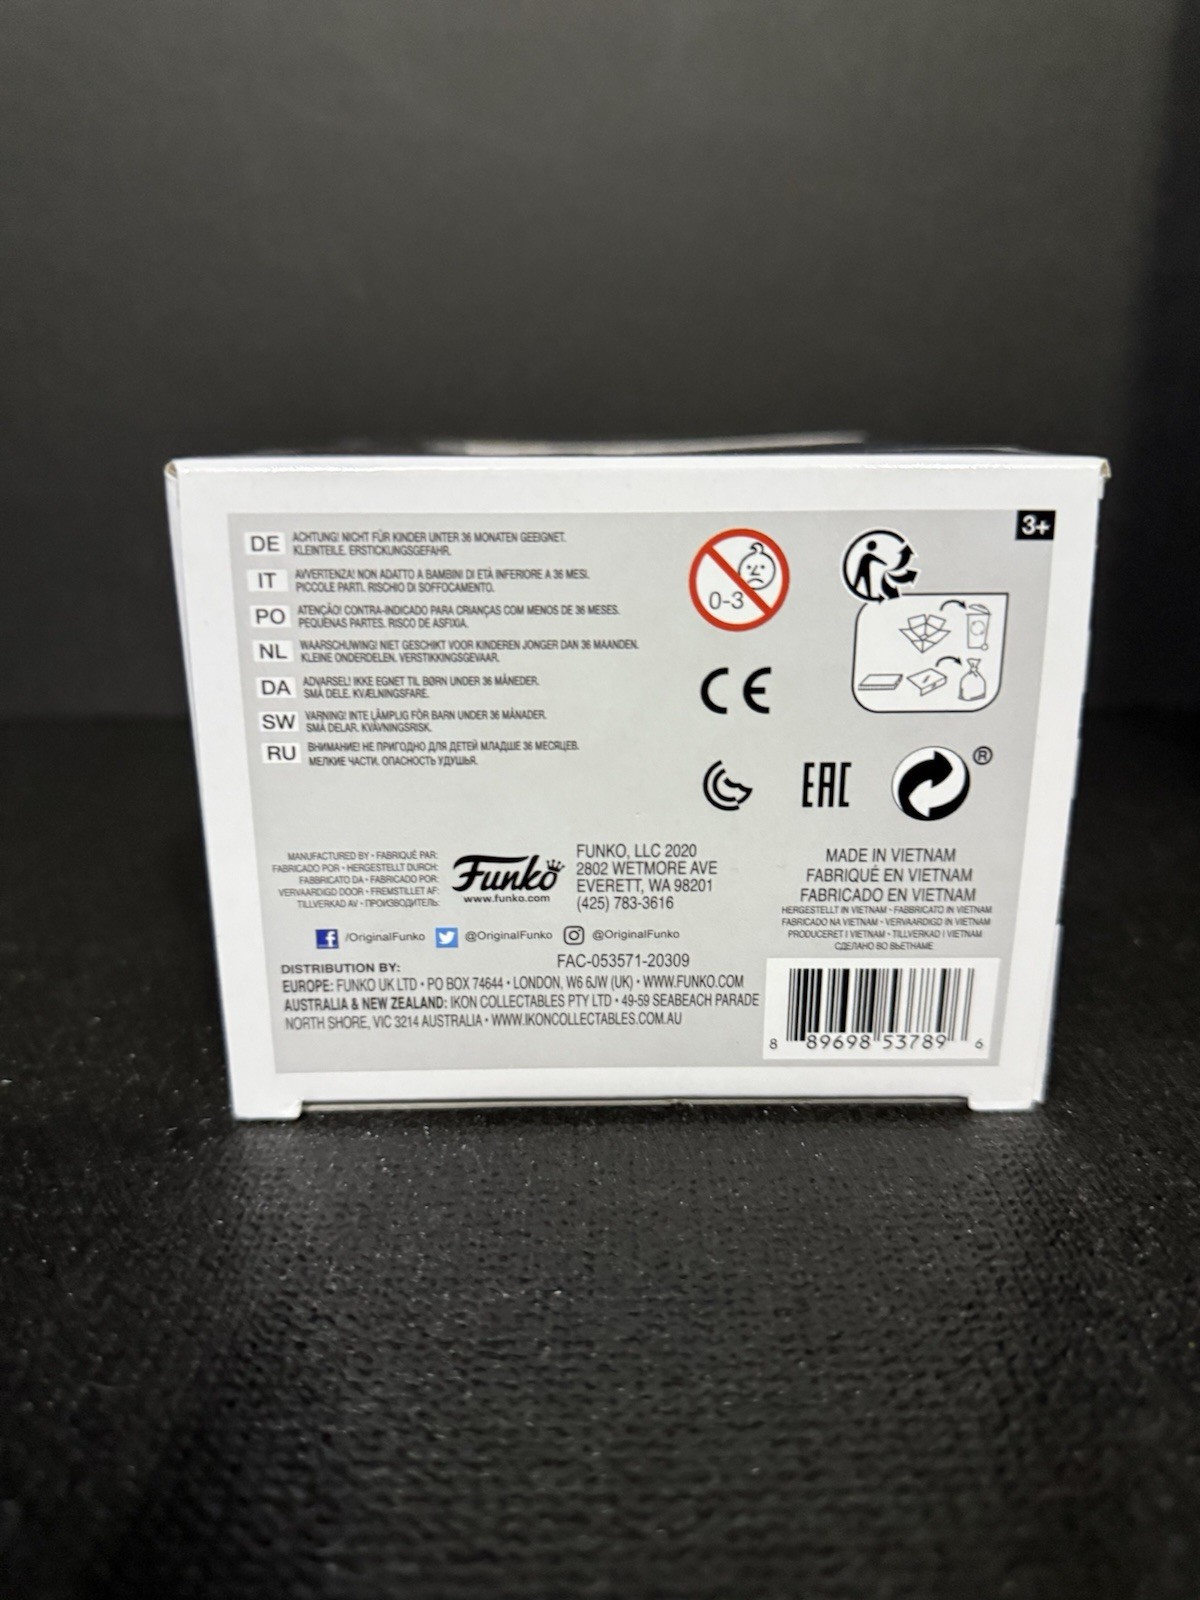 3+
DE ACHTUNG! NICHT FÜR KINDER UNTER 36 MONATEN GEEIGNET.
KLEINTEILE. ERSTICKUNGSGEFAHR.
IT AVVERTENZA! NON ADATTO A BAMBINI DI ETÀ INFERIORE A 36 MESI.
PICCOLE PARTI. RISCHIO DI SOFFOCAMENTO.
PO ATENÇÃO! CONTRA-INDICADO PARA CRIANÇAS COM MENOS DE 36 MESES.
PEQUENAS PARTES. RISCO DE ASFIXIA.
NL WAARSCHUWING! NIET GESCHIKT VOOR KINDEREN JONGER DAN 36 MAANDEN.
KLEINE ONDERDELEN. VERSTIKKINGSGEVAAR.
DA ADVARSEL! IKKE EGNET TIL BØRN UNDER 36 MÅNEDER.
SMÅ DELE. KVÆLNINGSFARE.
SW VARNING! INTE LÄMPLIG FÖR BARN UNDER 36 MÅNADER.
SMÅ DELAR. KVÄVNINGSRISK.
RU ВНИМАНИЕ! НЕ ПРИГОДНО ДЛЯ ДЕТЕЙ МЛАДШЕ 36 МЕСЯЦЕВ.
МЕЛКИЕ ЧАСТИ, ОПАСНОСТЬ УДУШЬЯ.
0-3
CE
EAC
®
MANUFACTURED BY • FABRIQUÉ PAR:
FABRICADO POR • HERGESTELLT DURCH:
FABBRICATO DA • FABRICADO POR:
VERVAARDIGD DOOR • FREMSTILLET AF:
TILLVERKAD AV • ПРОИЗВОДИТЕЛЬ:
Funko
www.funko.com
FUNKO, LLC 2020
2802 WETMORE AVE
EVERETT, WA 98201
(425) 783-3616
/OriginalFunko @OriginalFunko @OriginalFunko
FAC-053571-20309
DISTRIBUTION BY:
EUROPE: FUNKO UK LTD • PO BOX 74644 • LONDON, W6 6JW (UK) • WWW.FUNKO.COM
AUSTRALIA & NEW ZEALAND: IKON COLLECTABLES PTY LTD • 49-59 SEABEACH PARADE
NORTH SHORE, VIC 3214 AUSTRALIA • WWW.IKONCOLLECTABLES.COM.AU
MADE IN VIETNAM
FABRIQUÉ EN VIETNAM
FABRICADO EN VIETNAM
HERGESTELLT IN VIETNAM • FABBRICATO IN VIETNAM
FABRICADO NA VIETNAM • VERVAARDIGD IN VIETNAM
PRODUCERET I VIETNAM • TILLVERKAD I VIETNAM
СДЕЛАНО ВО ВЬЕТНАМЕ
8 89698 53789 6